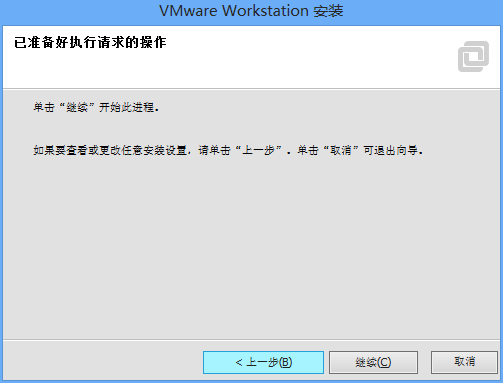 VMware Workstation 安装
已准备好执行请求的操作
单击“继续”开始此进程。
如果要查看或更改任意安装设置，请单击“上一步”。单击“取消”可退出向导。
< 上一步(B)
继续(C)
取消